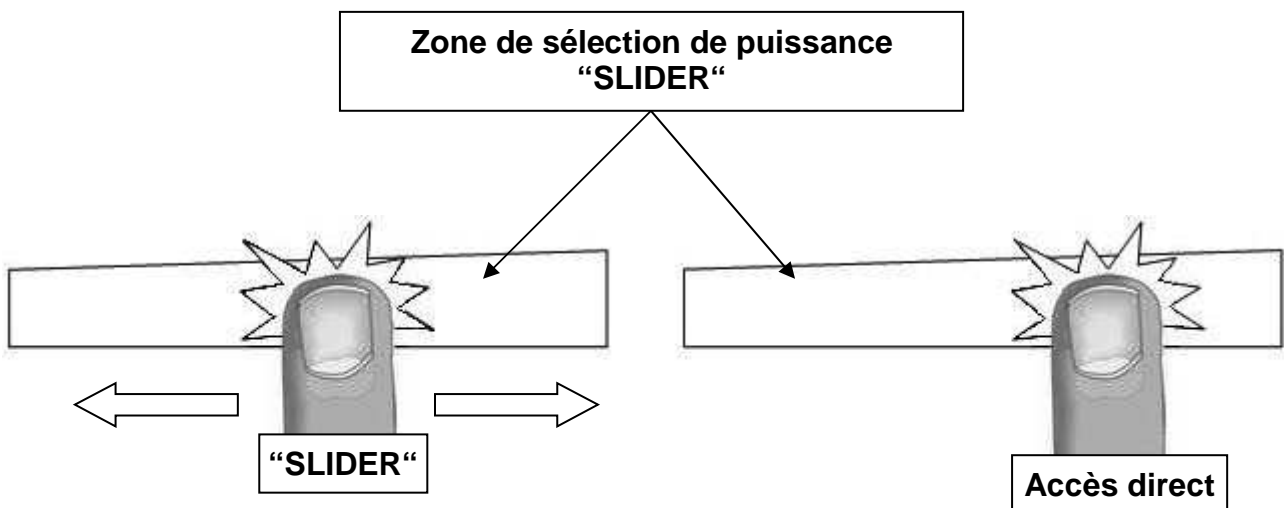 Zone de sélection de puissance
“SLIDER“
“SLIDER“
Accès direct